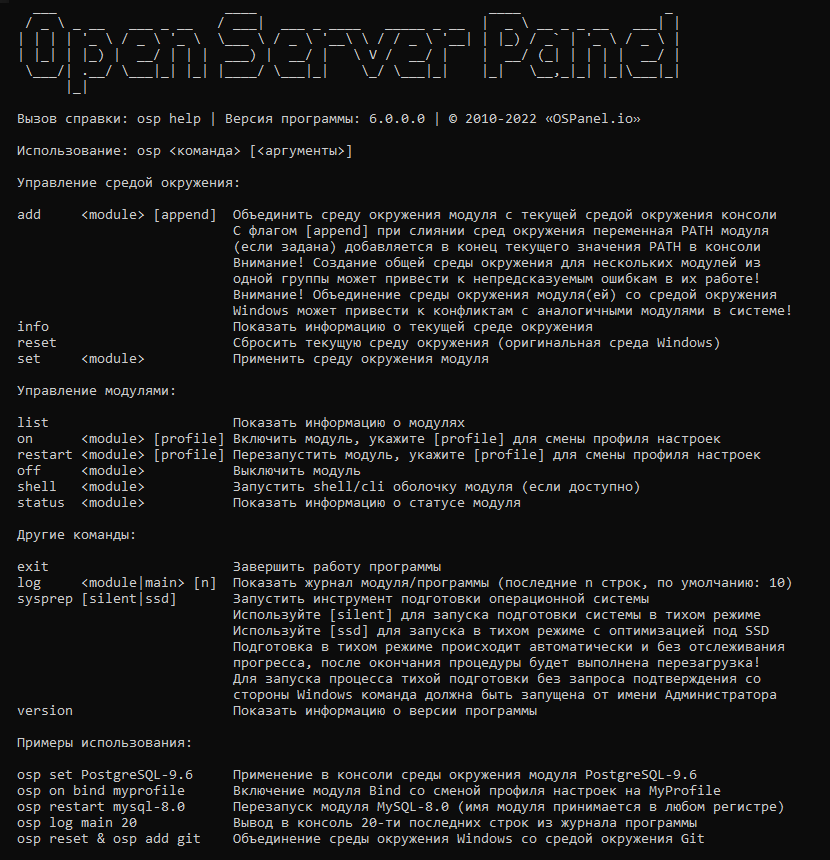 Open Server Panel
Вызов справки: osp help | Версия программы: 6.0.0.0 | © 2010-2022 «OSPanel.io»
Использование: osp <команда> [<аргументы>]
Управление средой окружения:
add     <module> [append]  Объединить среду окружения модуля с текущей средой окружения консоли
С флагом [append] при слиянии сред окружения переменная PATH модуля
(если задана) добавляется в конец текущего значения PATH в консоли
Внимание! Создание общей среды окружения для нескольких модулей из
одной группы может привести к непредсказуемым ошибкам в их работе!
Внимание! Объединение среды окружения модуля(ей) со средой окружения
Windows может привести к конфликтам с аналогичными модулями в системе!
info                       Показать информацию о текущей среде окружения
reset                      Сбросить текущую среду окружения (оригинальная среда Windows)
set     <module>           Применить среду окружения модуля
Управление модулями:
list                       Показать информацию о модулях
on      <module> [profile] Включить модуль, укажите [profile] для смены профиля настроек
restart <module> [profile] Перезапустить модуль, укажите [profile] для смены профиля настроек
off     <module>           Выключить модуль
shell   <module>           Запустить shell/cli оболочку модуля (если доступно)
status  <module>           Показать информацию о статусе модуля
Другие команды:
exit                       Завершить работу программы
log     <module|main> [n]  Показать журнал модуля/программы (последние n строк, по умолчанию: 10)
sysprep [silent|ssd]       Запустить инструмент подготовки операционной системы
Используйте [silent] для запуска подготовки системы в тихом режиме
Используйте [ssd] для запуска в тихом режиме с оптимизацией под SSD
Подготовка в тихом режиме происходит автоматически и без отслеживания
прогресса, после окончания процедуры будет выполнена перезагрузка!
Для запуска процесса тихой подготовки без запроса подтверждения со
стороны Windows команда должна быть запущена от имени Администратора
version                    Показать информацию о версии программы
Примеры использования:
osp set PostgreSQL-9.6     Применение в консоли среды окружения модуля PostgreSQL-9.6
osp on bind myprofile      Включение модуля Bind со сменой профиля настроек на MyProfile
osp restart mysql-8.0      Перезапуск модуля MySQL-8.0 (имя модуля принимается в любом регистре)
osp log main 20            Вывод в консоль 20-ти последних строк из журнала программы
osp reset & osp add git    Объединение среды окружения Windows со средой окружения Git